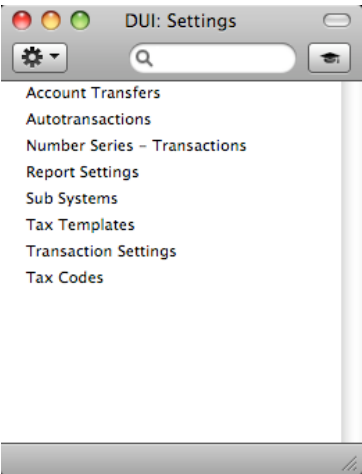 DUI: Settings
Account Transfers
Autotransactions
Number Series – Transactions
Report Settings
Sub Systems
Tax Templates
Transaction Settings
Tax Codes